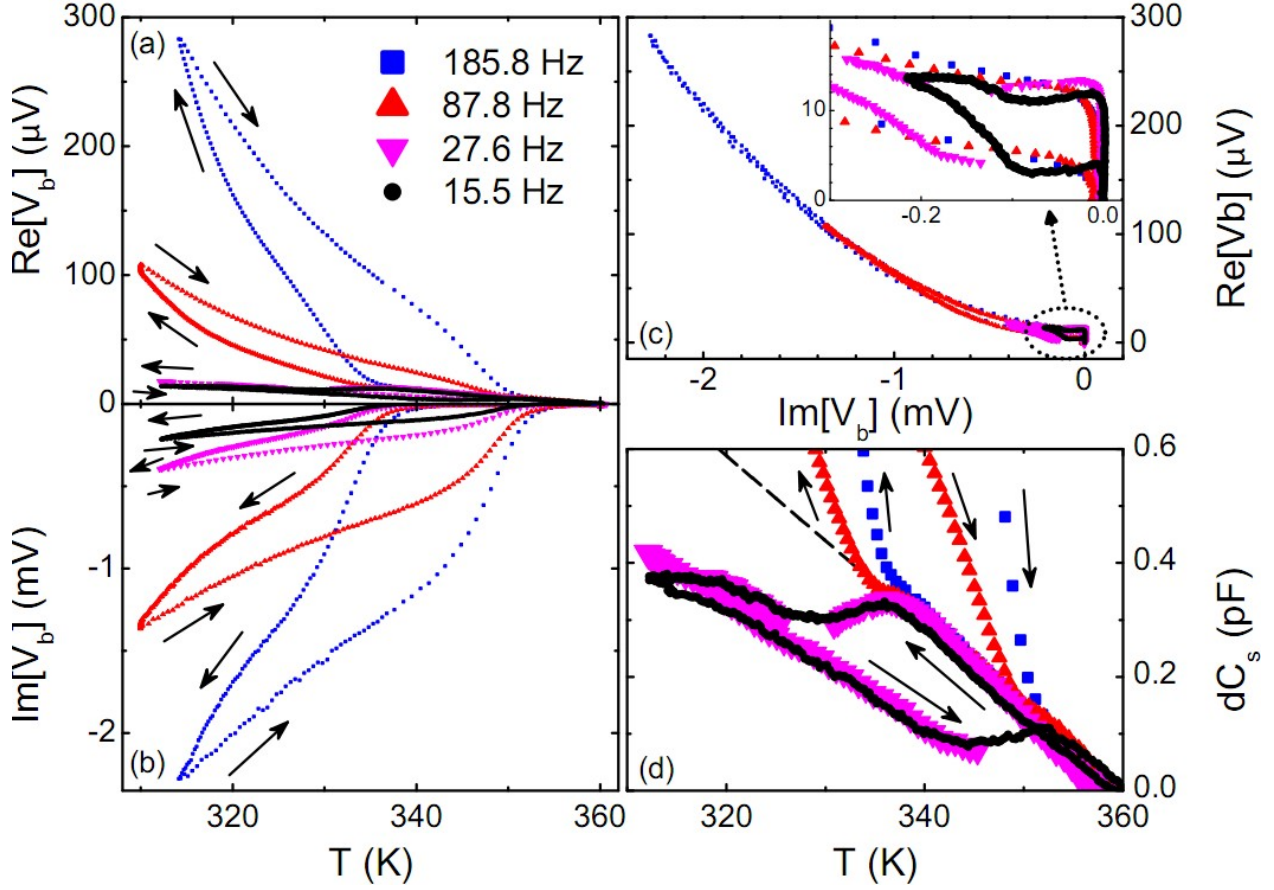 300
200
100
0
-1
-2
Re[V_b] (µV)
Im[V_b] (mV)
(a)
185.8 Hz
87.8 Hz
27.6 Hz
15.5 Hz
(b)
320
340
360
T (K)
10
0
-0.2
0.0
300
200
100
0
Re[Vb] (µV)
(c)
-2
-1
0
Im[V_b] (mV)
0.6
0.4
0.2
0.0
dC_s (pF)
(d)
320
340
360
T (K)